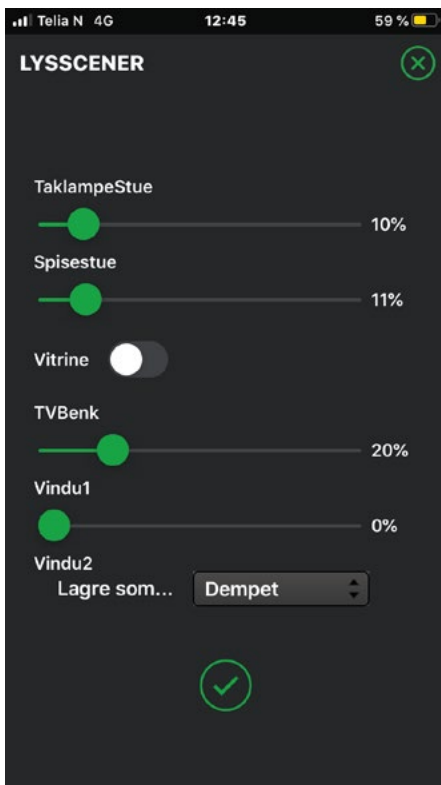 Telia N 4G 12:45 59 %
LYSSCENER
TaklampeStue
10%
Spisestue
11%
Vitrine
TVBenk
20%
Vindu1
0%
Vindu2
Lagre som... Dempet